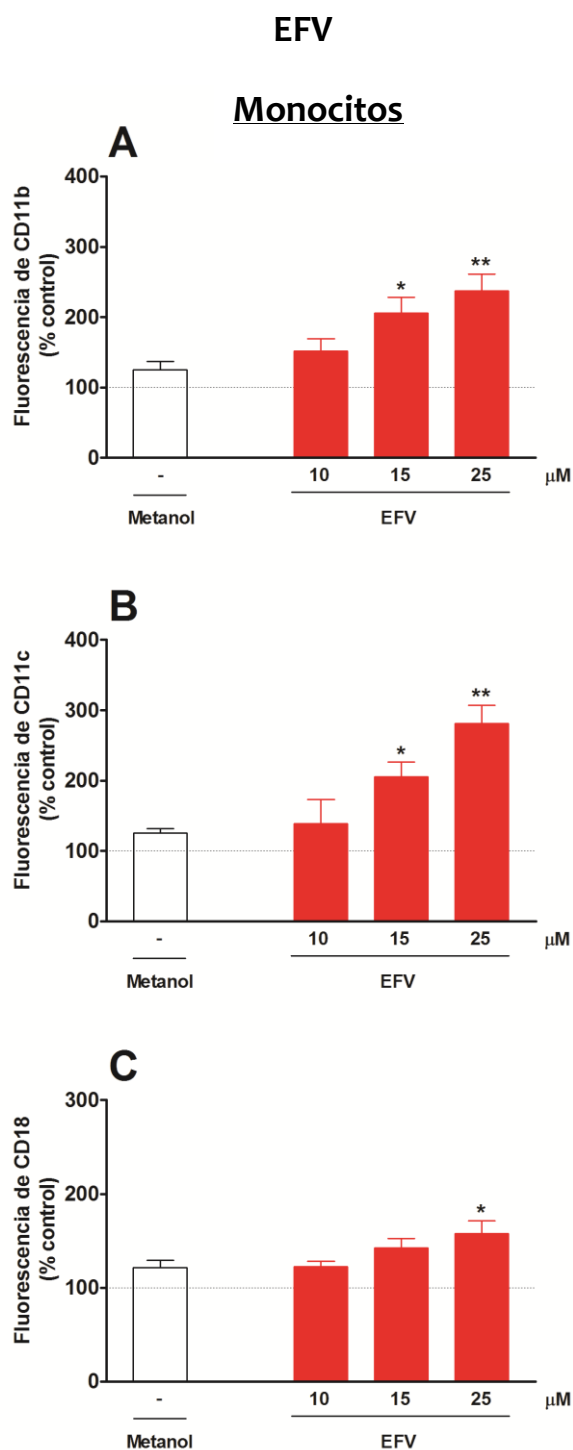 EFV
Monocitos
A
Fluorescencia de CD11b
(% control)
400
300
200
100
0
*
**
- 10 15 25 μM
Metanol EFV
B
Fluorescencia de CD11c
(% control)
400
300
200
100
0
*
**
- 10 15 25 μM
Metanol EFV
C
Fluorescencia de CD18
(% control)
300
200
100
0
*
- 10 15 25 μM
Metanol EFV